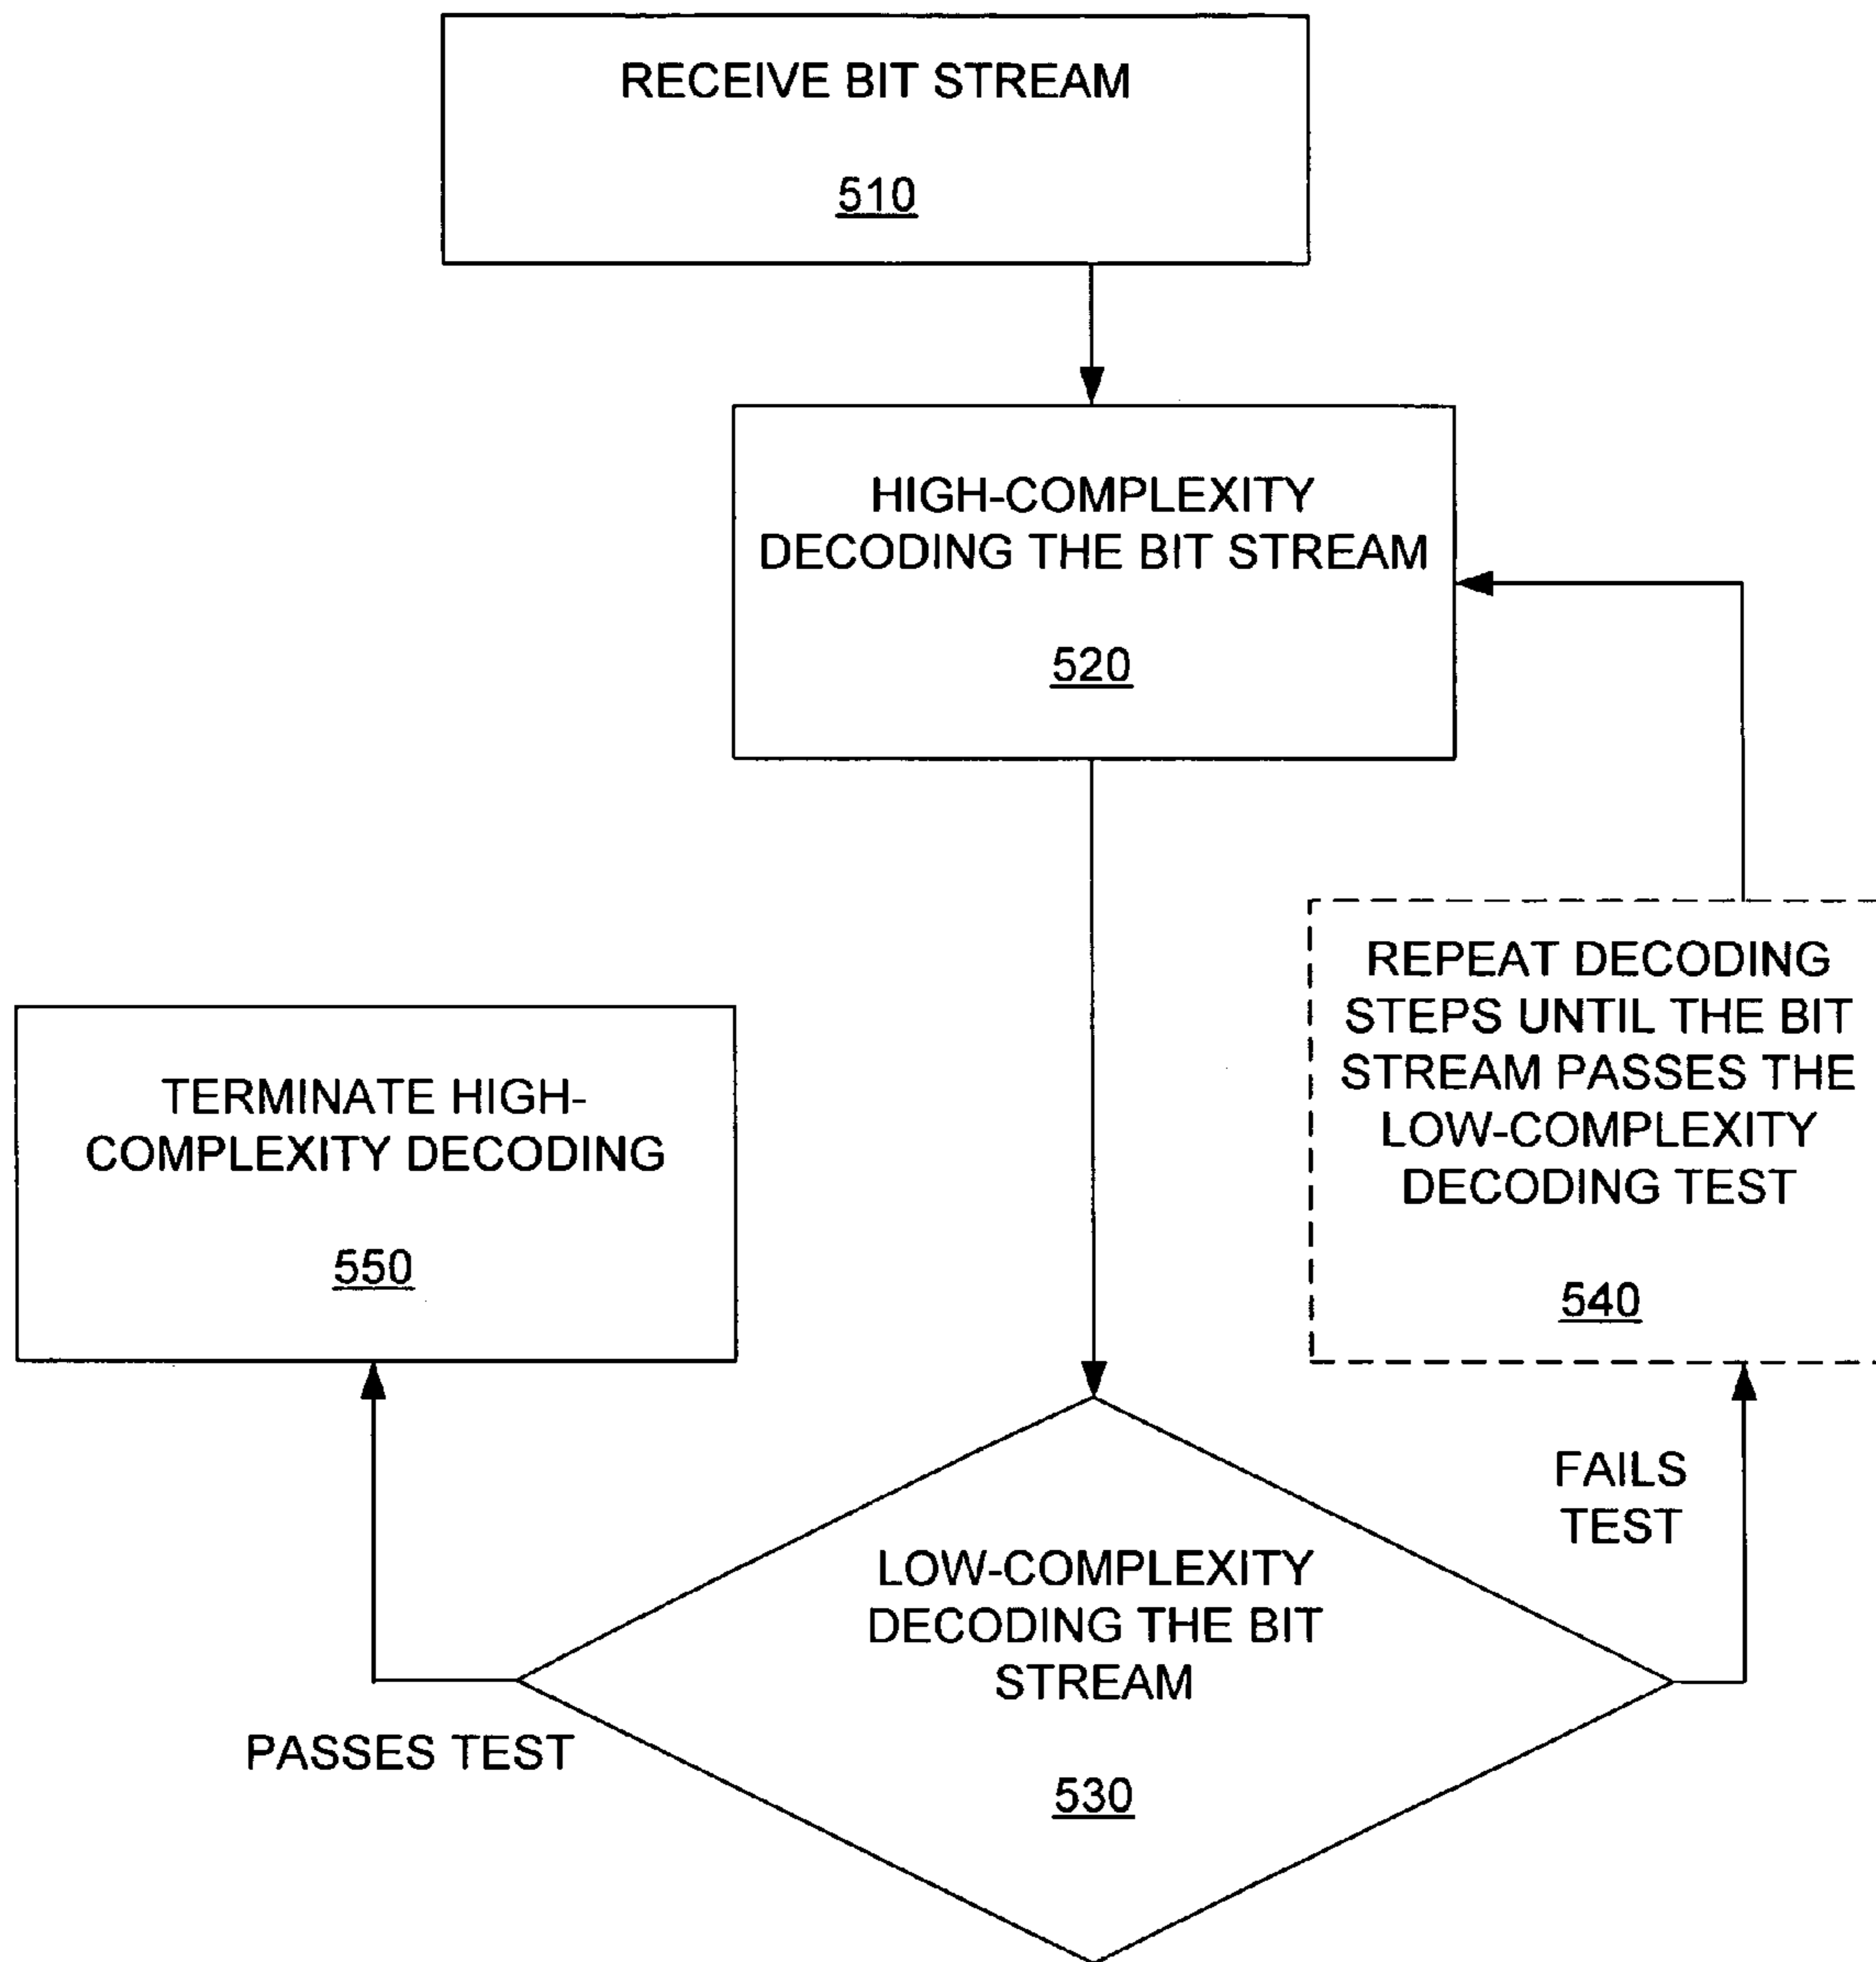 RECEIVE BIT STREAM
510
HIGH-COMPLEXITY
DECODING THE BIT STREAM
520
REPEAT DECODING
STEPS UNTIL THE BIT
STREAM PASSES THE
LOW-COMPLEXITY
DECODING TEST
540
TERMINATE HIGH-
COMPLEXITY DECODING
550
FAILS
TEST
LOW-COMPLEXITY
DECODING THE BIT
STREAM
530
PASSES TEST